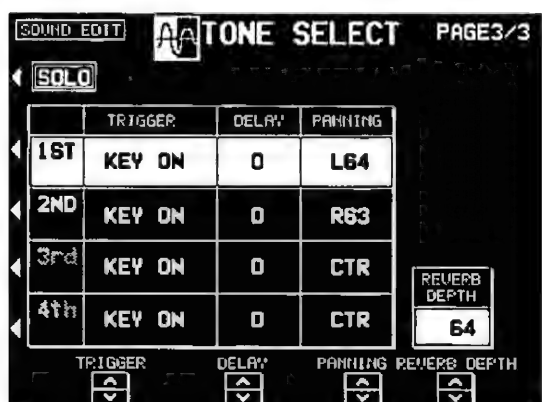 SOUND EDIT TONE SELECT PAGE3/3
SOLO
TRIGGER DELAY PANNING
1ST KEY ON 0 L64
2ND KEY ON 0 R63
3rd KEY ON 0 CTR
4th KEY ON 0 CTR
REVERB
DEPTH
64
TRIGGER DELAY PANNING REVERB DEPTH